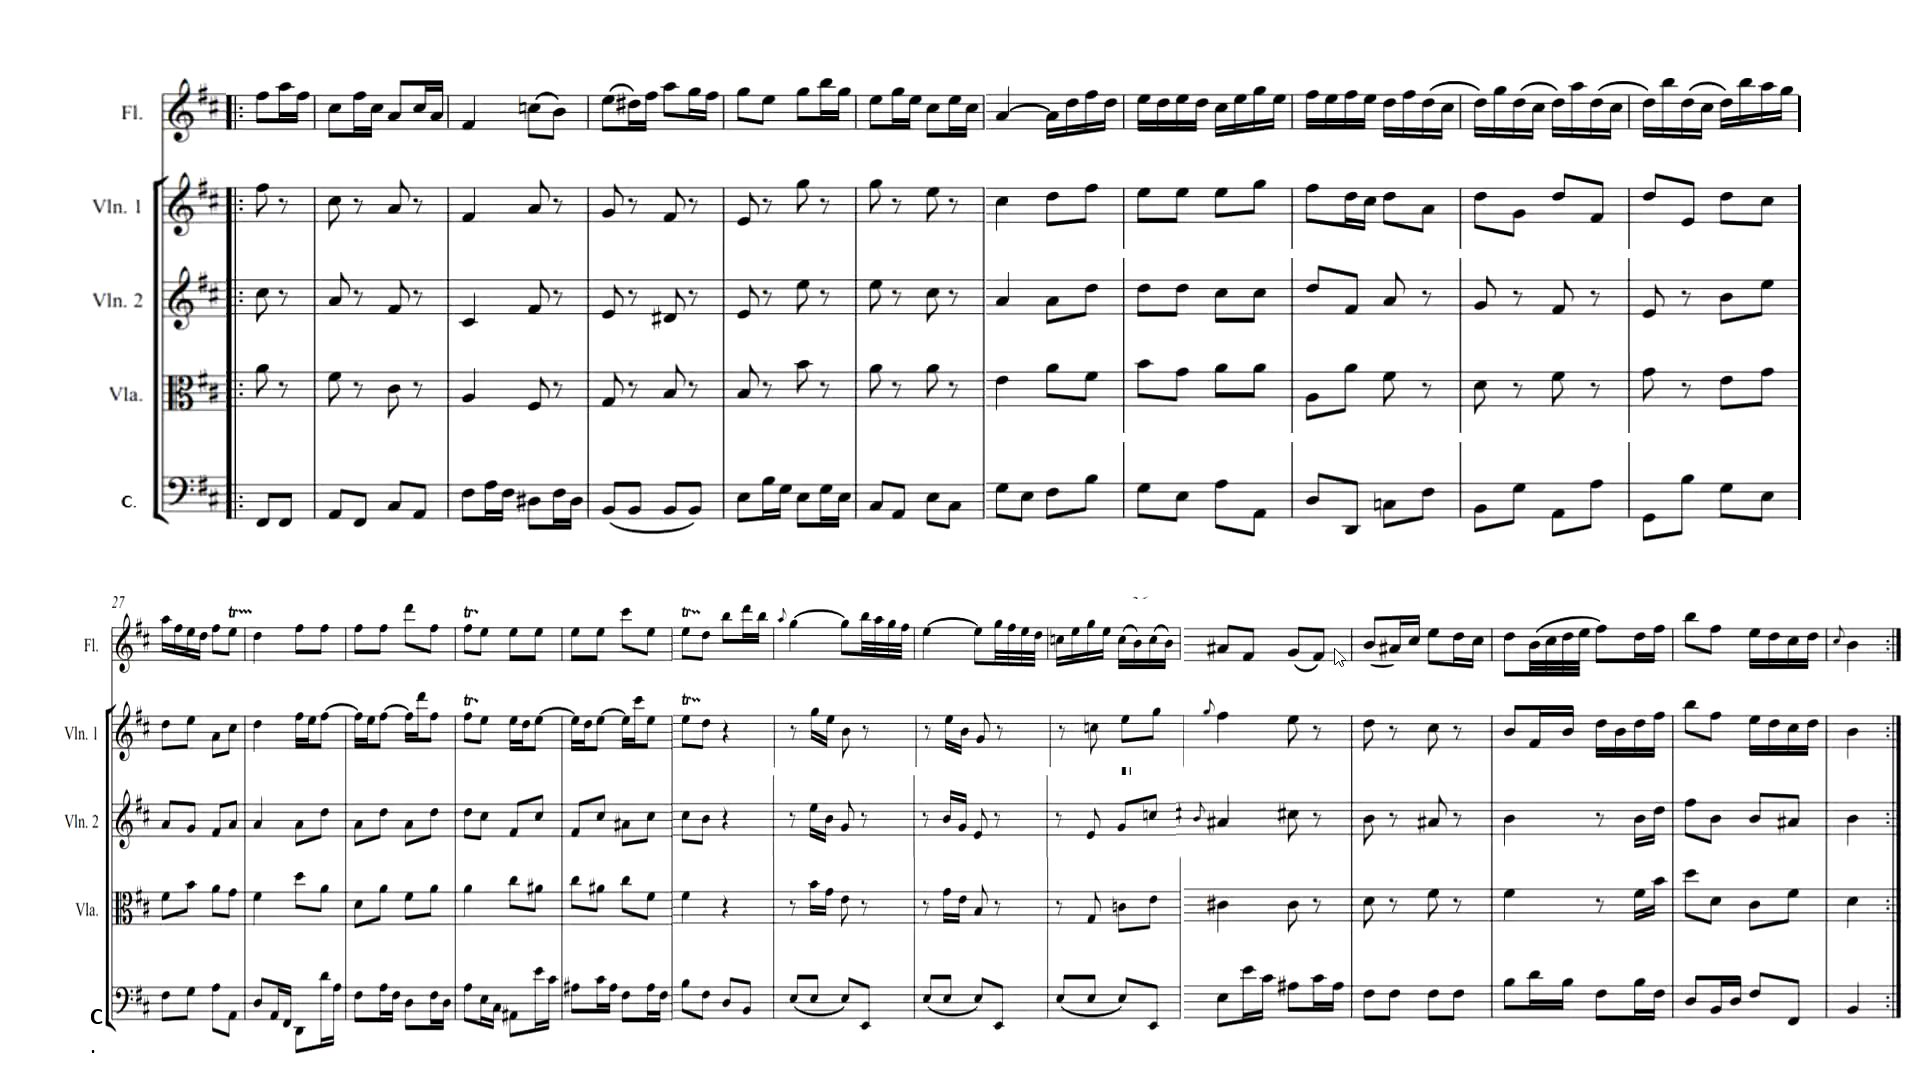 Fl.
Vln. 1
Vln. 2
Vla.
C.
27
Fl.
Vln. 1
Vln. 2
Vla.
C
.